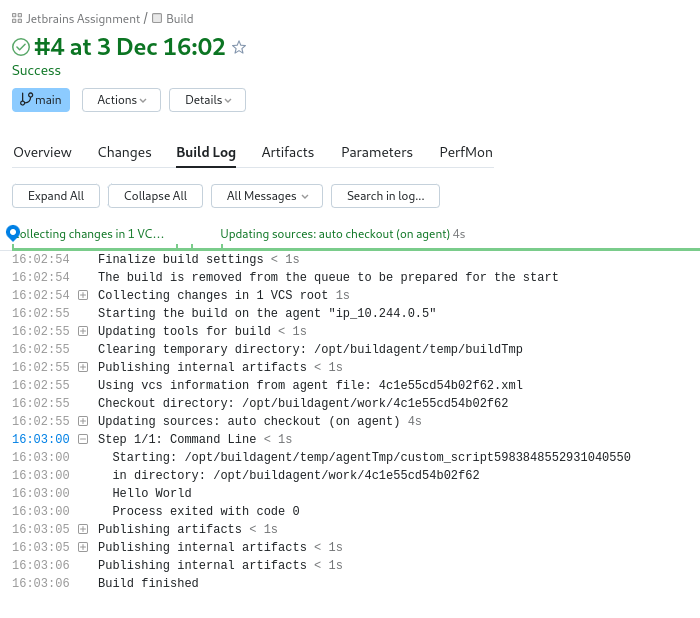 Jetbrains Assignment / Build
#4 at 3 Dec 16:02
Success
main Actions Details
Overview Changes Build Log Artifacts Parameters PerfMon
Expand All Collapse All All Messages Search in log...
ollecting changes in 1 VC... Updating sources: auto checkout (on agent) 4s
16:02:54 Finalize build settings < 1s
16:02:54 The build is removed from the queue to be prepared for the start
16:02:54 Collecting changes in 1 VCS root 1s
16:02:55 Starting the build on the agent "ip_10.244.0.5"
16:02:55 Updating tools for build < 1s
16:02:55 Clearing temporary directory: /opt/buildagent/temp/buildTmp
16:02:55 Publishing internal artifacts < 1s
16:02:55 Using vcs information from agent file: 4c1e55cd54b02f62.xml
16:02:55 Checkout directory: /opt/buildagent/work/4c1e55cd54b02f62
16:02:55 Updating sources: auto checkout (on agent) 4s
16:03:00 Step 1/1: Command Line < 1s
16:03:00 Starting: /opt/buildagent/temp/agentTmp/custom_script5983848552931040550
16:03:00 in directory: /opt/buildagent/work/4c1e55cd54b02f62
16:03:00 Hello World
16:03:00 Process exited with code 0
16:03:05 Publishing artifacts < 1s
16:03:05 Publishing internal artifacts < 1s
16:03:06 Publishing internal artifacts < 1s
16:03:06 Build finished